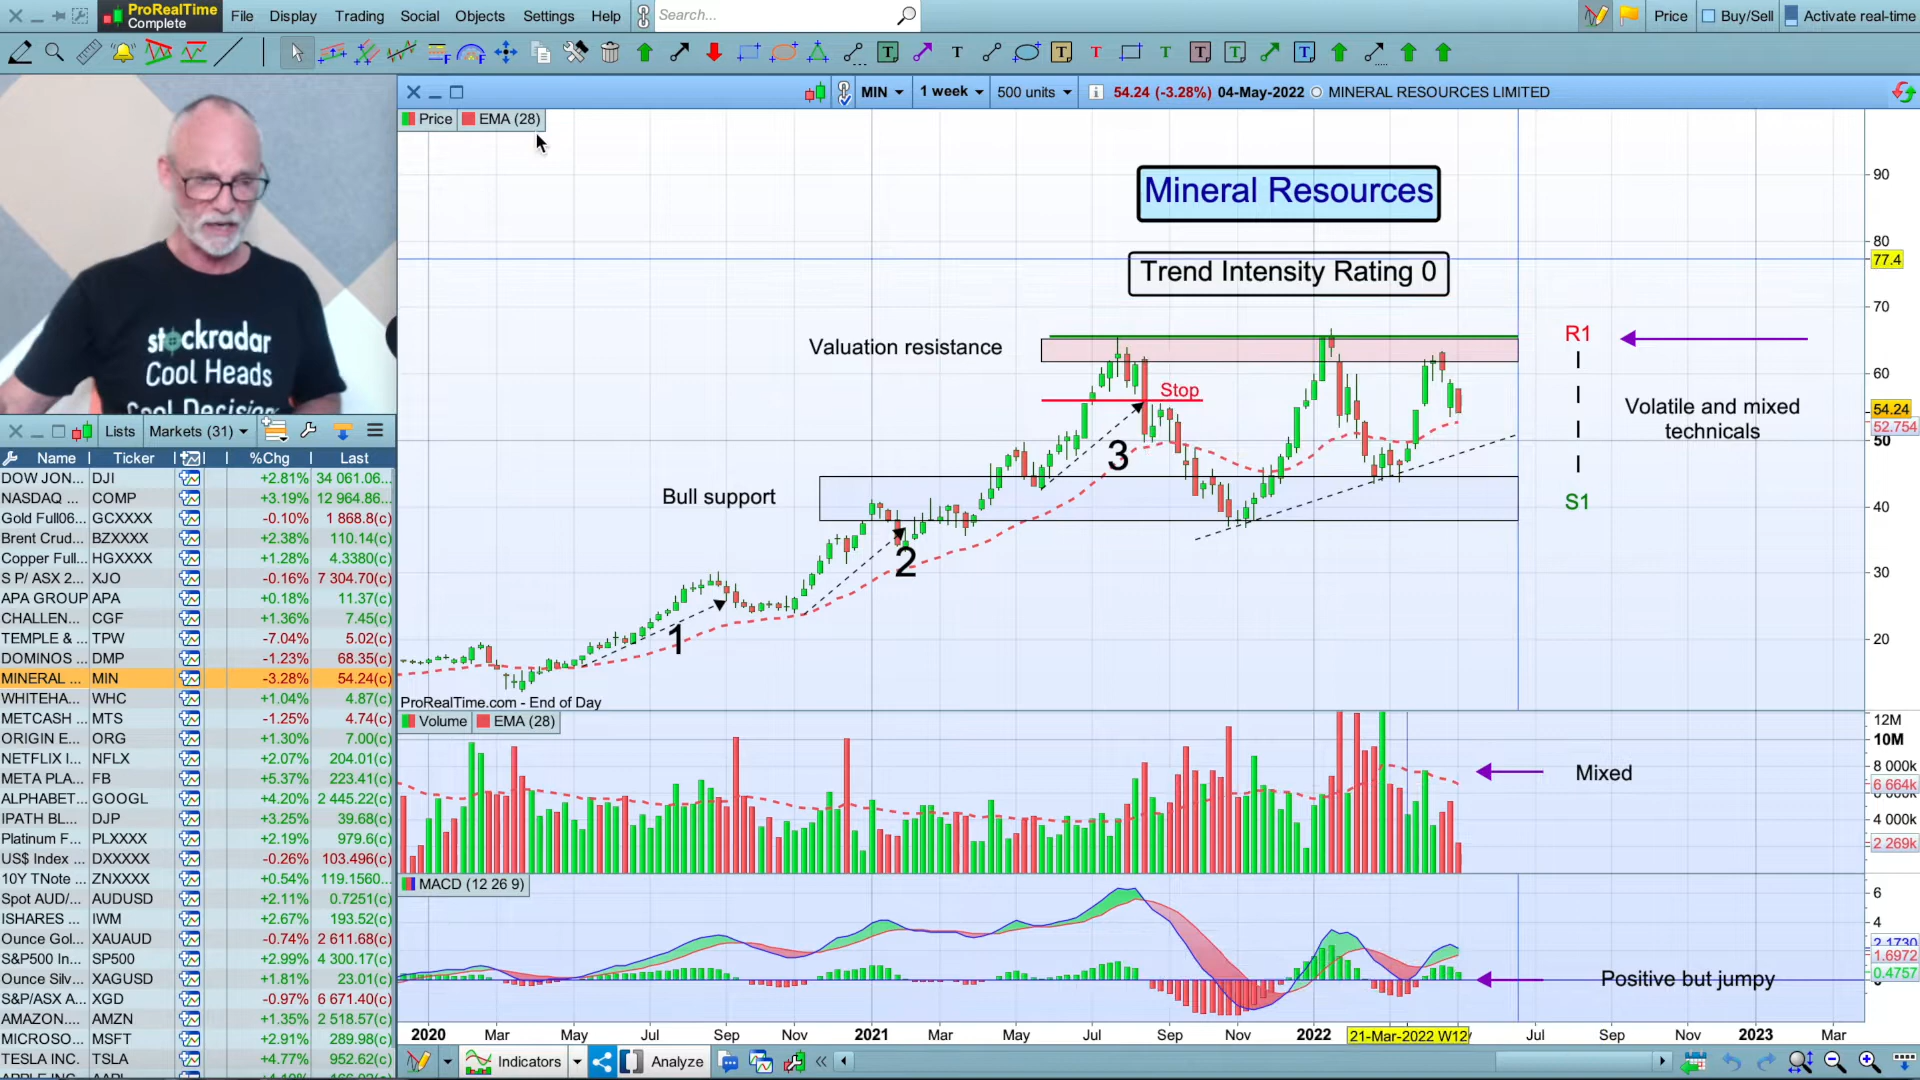 ProRealTime
Complete
File Display Trading Social Objects Settings Help
Search...
Price Buy/Sell Activate real-time
MIN 1 week 500 units 54.24 (-3.28%) 04-May-2022 MINERAL RESOURCES LIMITED
Price EMA (28)
Mineral Resources
Trend Intensity Rating 0
Valuation resistance
Stop
R1
Volatile and mixed
technicals
Bull support
S1
1
2
3
90
80
77.4
70
60
54.24
52.754
50
40
30
20
ProRealTime.com - End of Day
Volume EMA (28)
12M
10M
8 000k
6 664k
4 000k
2 269k
Mixed
MACD (12 26 9)
6
4
2.1730
1.6972
0.4757
Positive but jumpy
2020 Mar May Jul Sep Nov 2021 Mar May Jul Sep Nov 2022 21-Mar-2022 W12 Jul Sep Nov 2023 Mar
Indicators Analyze
stockradar
Cool Heads
Cool Decisions
Lists Markets (31)
Name Ticker %Chg Last
DOW JON... DJI +2.81% 34 061.06...
NASDAQ ... COMP +3.19% 12 964.86...
Gold Full06... GCXXXX -0.10% 1 868.8(c)
Brent Crud... BZXXXX +2.38% 110.14(c)
Copper Full... HGXXXX +1.28% 4.3380(c)
S P/ ASX 2... XJO -0.16% 7 304.70(c)
APA GROUP APA +0.18% 11.37(c)
CHALLEN... CGF +1.36% 7.45(c)
TEMPLE & ... TPW -7.04% 5.02(c)
DOMINOS ... DMP -1.23% 68.35(c)
MINERAL ... MIN -3.28% 54.24(c)
WHITEHA... WHC +1.04% 4.87(c)
METCASH ... MTS -1.25% 4.74(c)
ORIGIN E... ORG +1.30% 7.00(c)
NETFLIX I... NFLX +2.07% 204.01(c)
META PLA... FB +5.37% 223.41(c)
ALPHABET... GOOGL +4.20% 2 445.22(c)
IPATH BL... DJP +3.25% 39.68(c)
Platinum F... PLXXXX +2.19% 979.6(c)
US$ Index ... DXXXXX -0.26% 103.496(c)
10Y TNote ... ZNXXXX +0.54% 119.1560...
Spot AUD/... AUDUSD +2.11% 0.7251(c)
ISHARES ... IWM +2.67% 193.52(c)
Ounce Gol... XAUAUD -0.74% 2 611.68(c)
S&P500 In... SP500 +2.99% 4 300.17(c)
Ounce Silv... XAGUSD +1.81% 23.01(c)
S&P/ASX A... XGD -0.97% 6 671.40(c)
AMAZON.... AMZN +1.35% 2 518.57(c)
MICROSO... MSFT +2.91% 289.98(c)
TESLA INC. TSLA +4.77% 952.62(c)